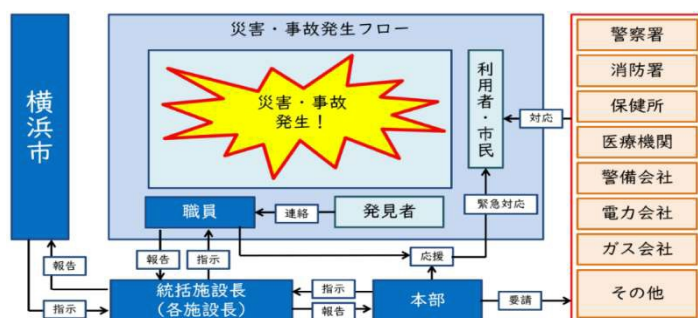 災害・事故発生フロー
横浜市
災害・事故
発生！
利用者・市民
職員
連絡
発見者
対応
緊急対応
報告
指示
応援
報告
指示
統括施設長
(各施設長)
指示
報告
本部
要請
警察署
消防署
保健所
医療機関
警備会社
電力会社
ガス会社
その他